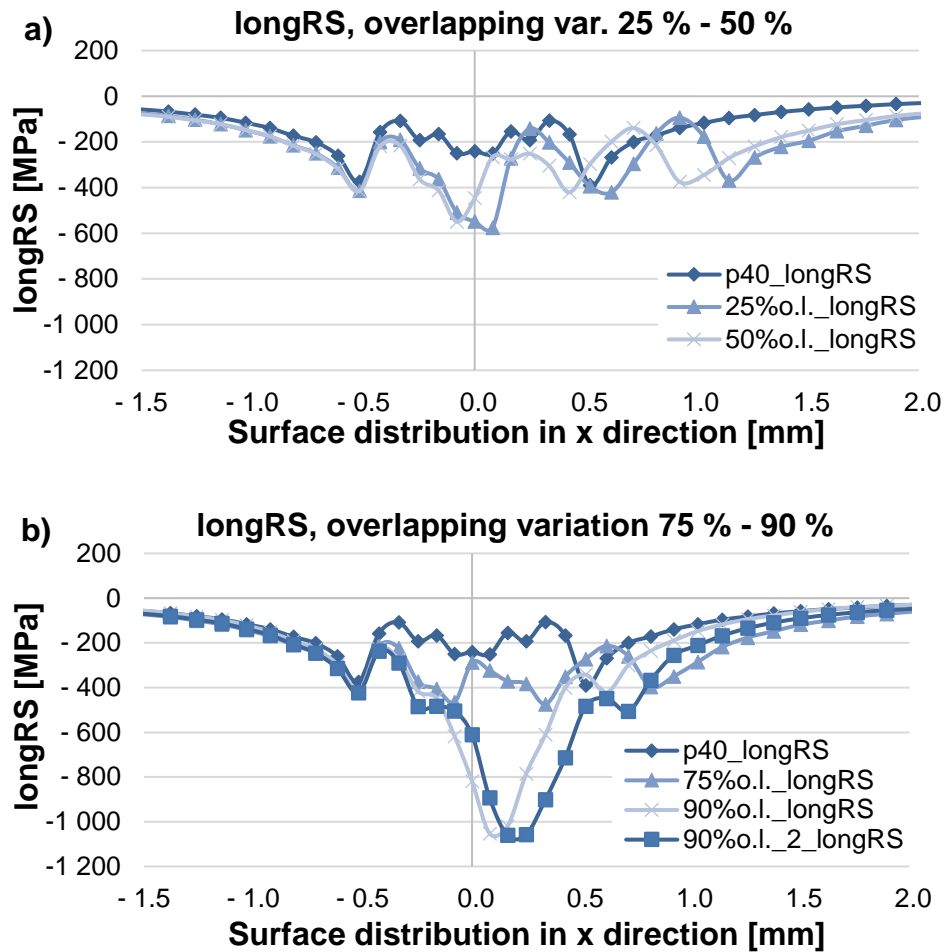 a)
longRS, overlapping var. 25 % - 50 %
200
0
- 200
- 400
- 600
- 800
-1 000
-1 200
longRS [MPa]
p40_longRS
25%o.l._longRS
50%o.l._longRS
- 1.5 - 1.0 - 0.5 0.0 0.5 1.0 1.5 2.0
Surface distribution in x direction [mm]
b)
longRS, overlapping variation 75 % - 90 %
200
0
- 200
- 400
- 600
- 800
-1 000
-1 200
longRS [MPa]
p40_longRS
75%o.l._longRS
90%o.l._longRS
90%o.l._2_longRS
- 1.5 - 1.0 - 0.5 0.0 0.5 1.0 1.5 2.0
Surface distribution in x direction [mm]